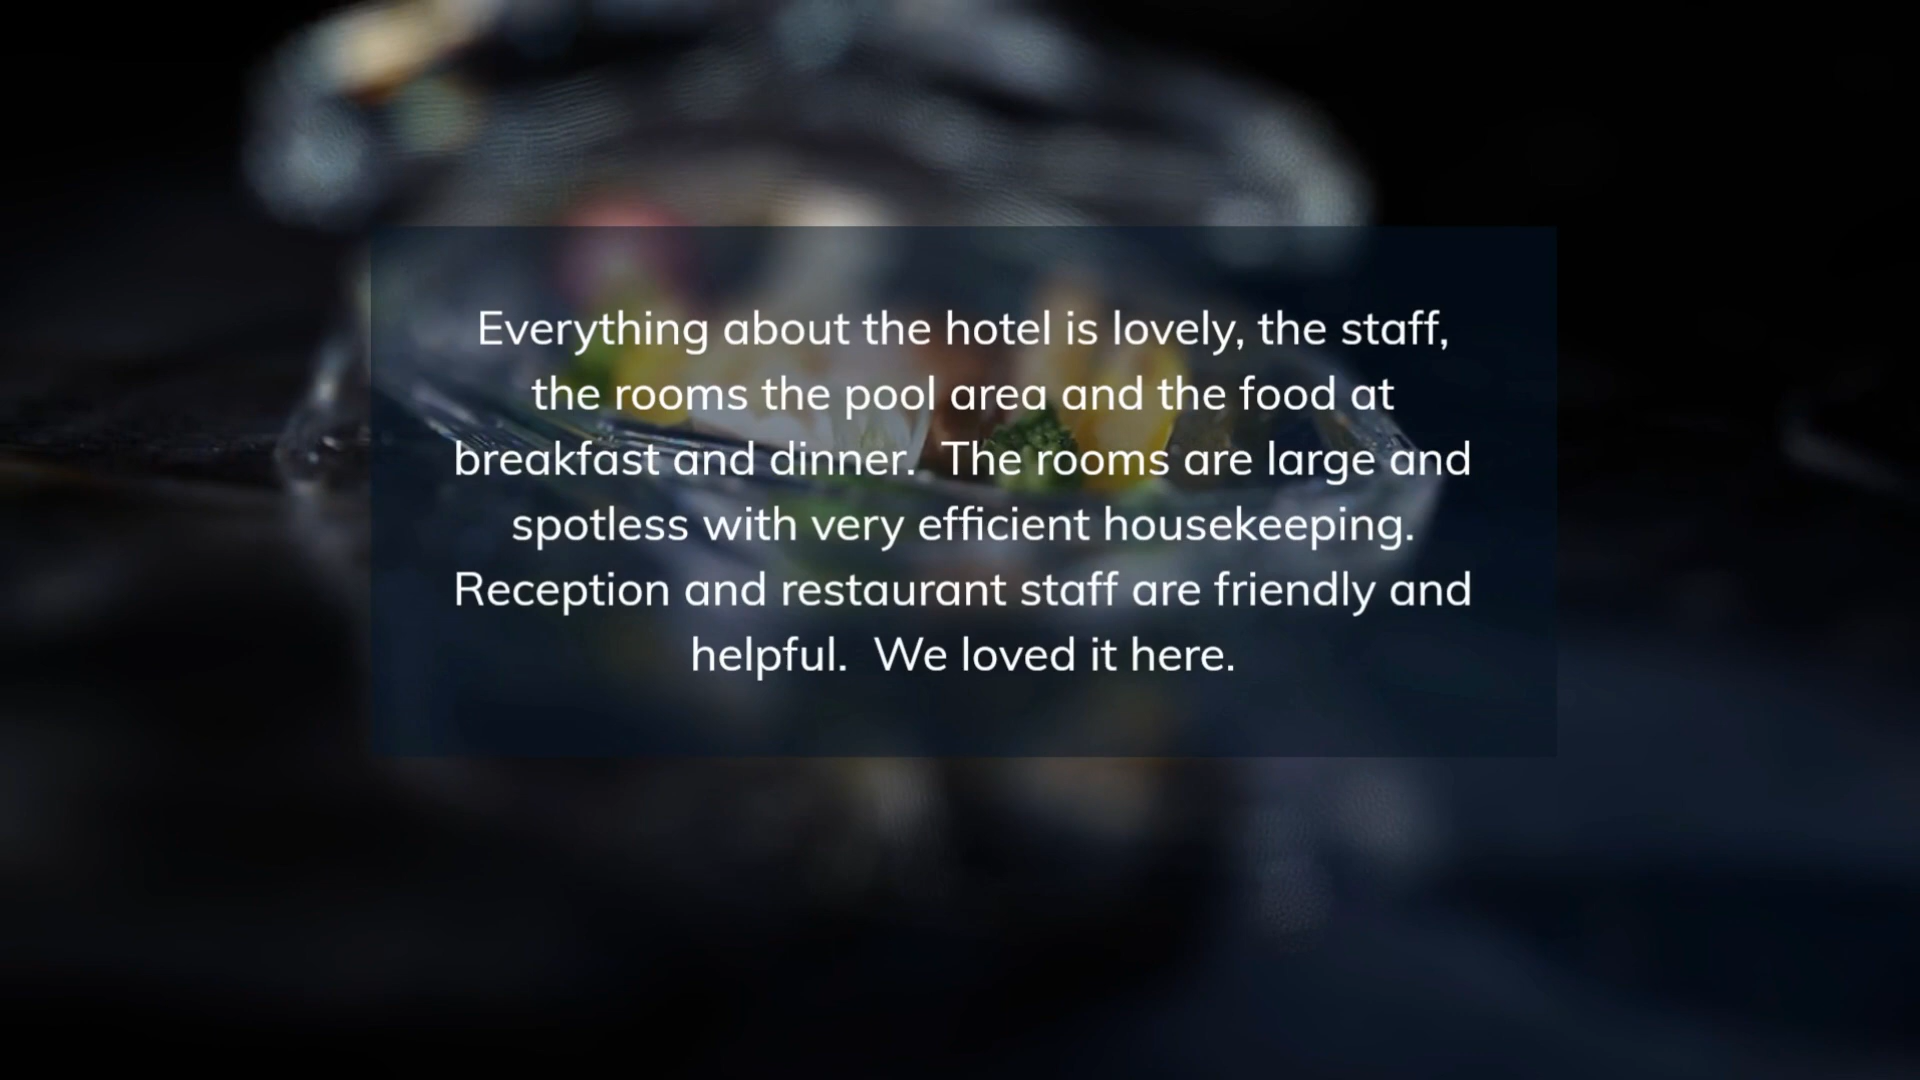 Everything about the hotel is lovely, the staff,
the rooms the pool area and the food at
breakfast and dinner.  The rooms are large and
spotless with very efficient housekeeping.
Reception and restaurant staff are friendly and
helpful.  We loved it here.